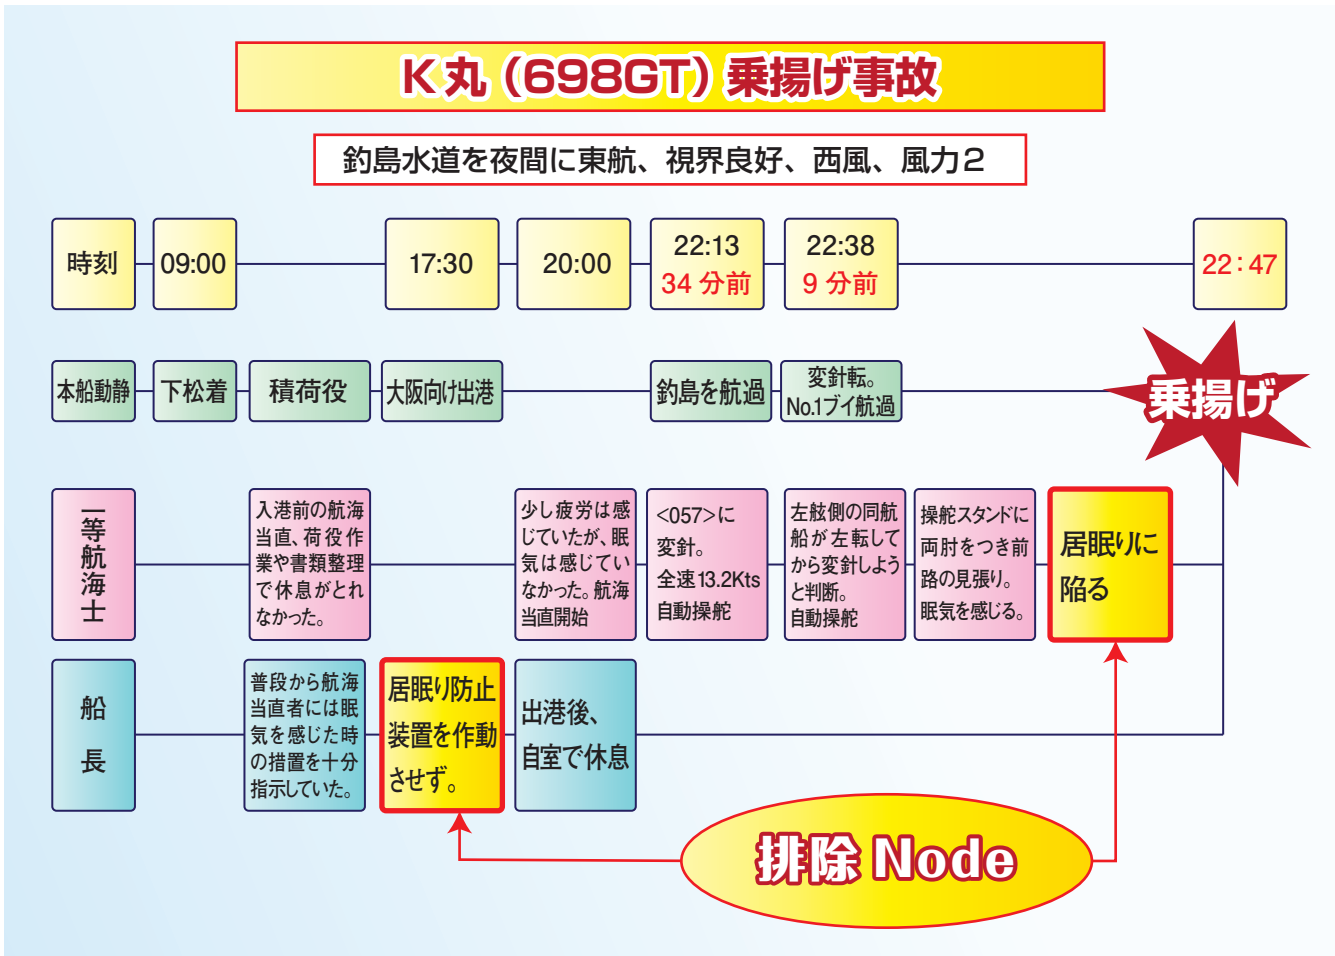 K丸（698GT）乗揚げ事故
釣島水道を夜間に東航、視界良好、西風、風力2
時刻
09:00
17:30
20:00
22:13
34 分前
22:38
9 分前
22：47
本船動静
下松着
積荷役
大阪向け出港
釣島を航過
変針転。
No.1ブイ航過
乗揚げ
一等航海士
入港前の航海
当直、荷役作
業や書類整理
で休息がとれ
なかった。
少し疲労は感
じていたが、眠
気は感じてい
なかった。航海
当直開始
<057>に
変針。
全速13.2Kts
自動操舵
左舷側の同航
船が左転して
から変針しよう
と判断。
自動操舵
操舵スタンドに
両肘をつき前
路の見張り。
眠気を感じる。
居眠りに
陥る
船長
普段から航海
当直者には眠
気を感じた時
の措置を十分
指示していた。
居眠り防止
装置を作動
させず。
出港後、
自室で休息
排除 Node